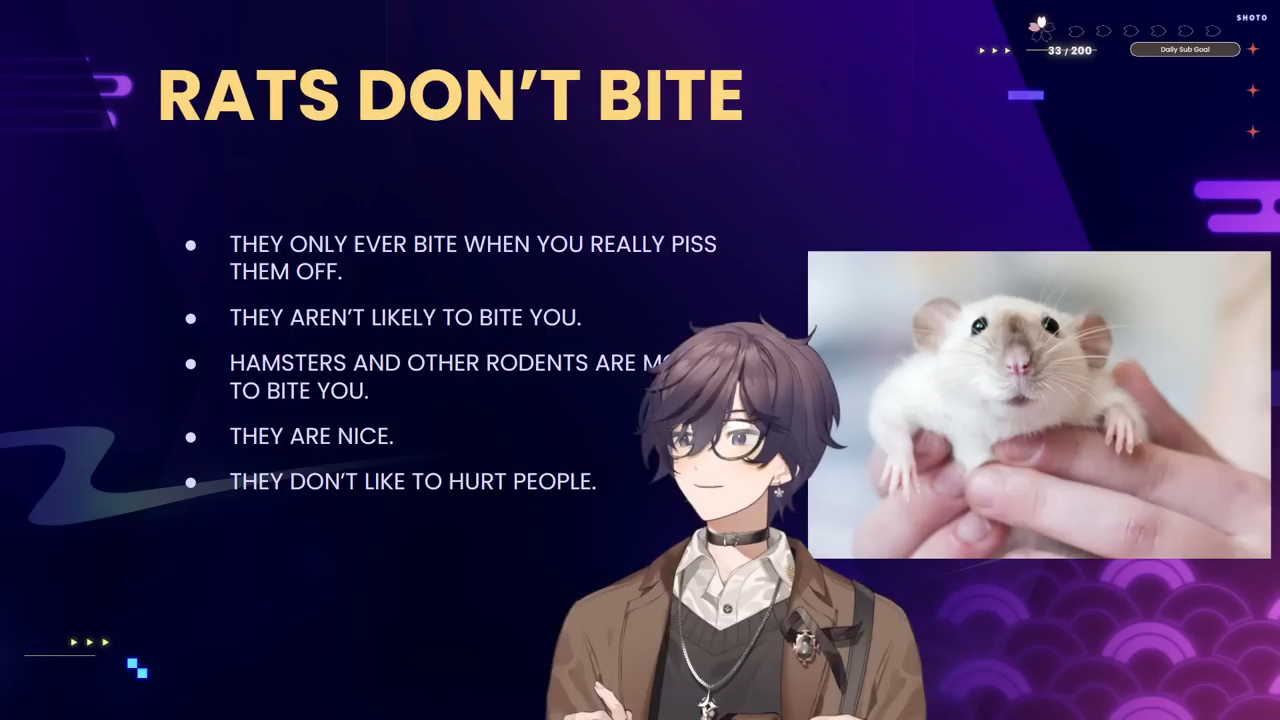 SHOTO
33 / 200
Daily Sub Goal
RATS DON'T BITE
THEY ONLY EVER BITE WHEN YOU REALLY PISS
THEM OFF.
THEY AREN'T LIKELY TO BITE YOU.
HAMSTERS AND OTHER RODENTS ARE
TO BITE YOU.
THEY ARE NICE.
THEY DON'T LIKE TO HURT PEOPLE.